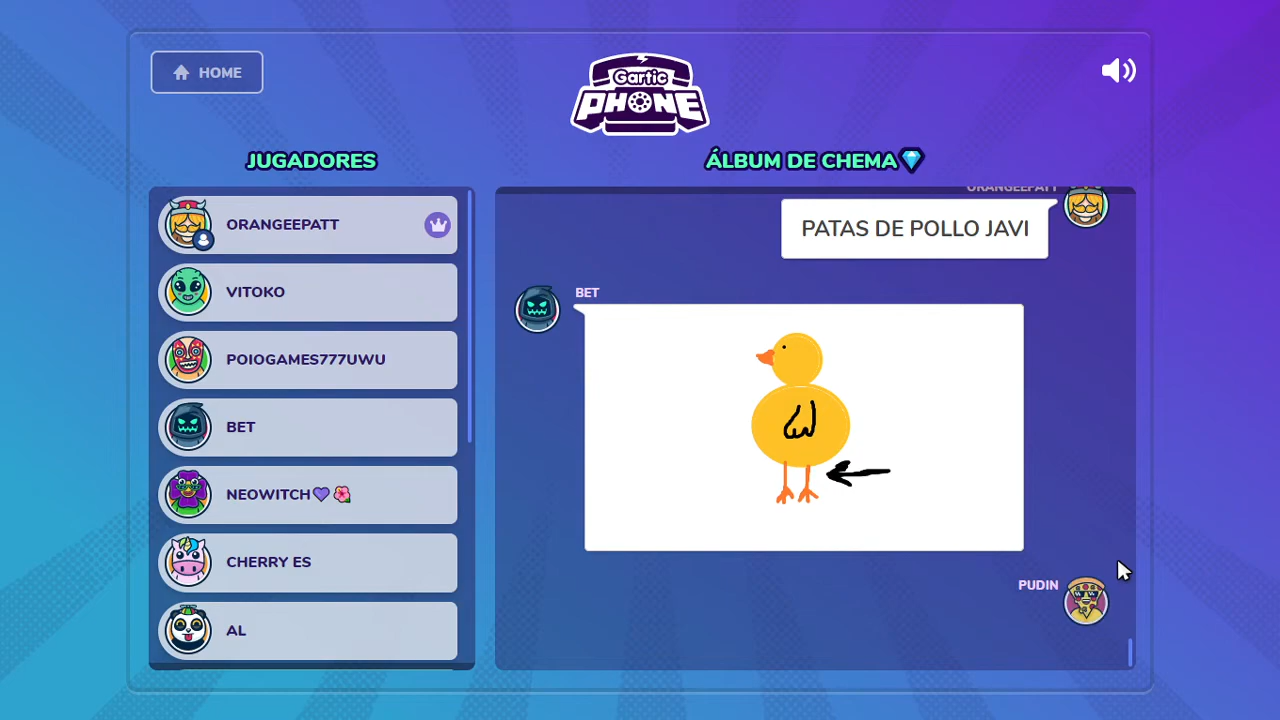 HOME
Gartic
PHONE
JUGADORES
ÁLBUM DE CHEMA💎
ORANGEEPATT
VITOKO
POIOGAMES777UWU
BET
NEOWITCH💜🌺
CHERRY ES
AL
ORANGEEPATT
PATAS DE POLLO JAVI
BET
PUDIN